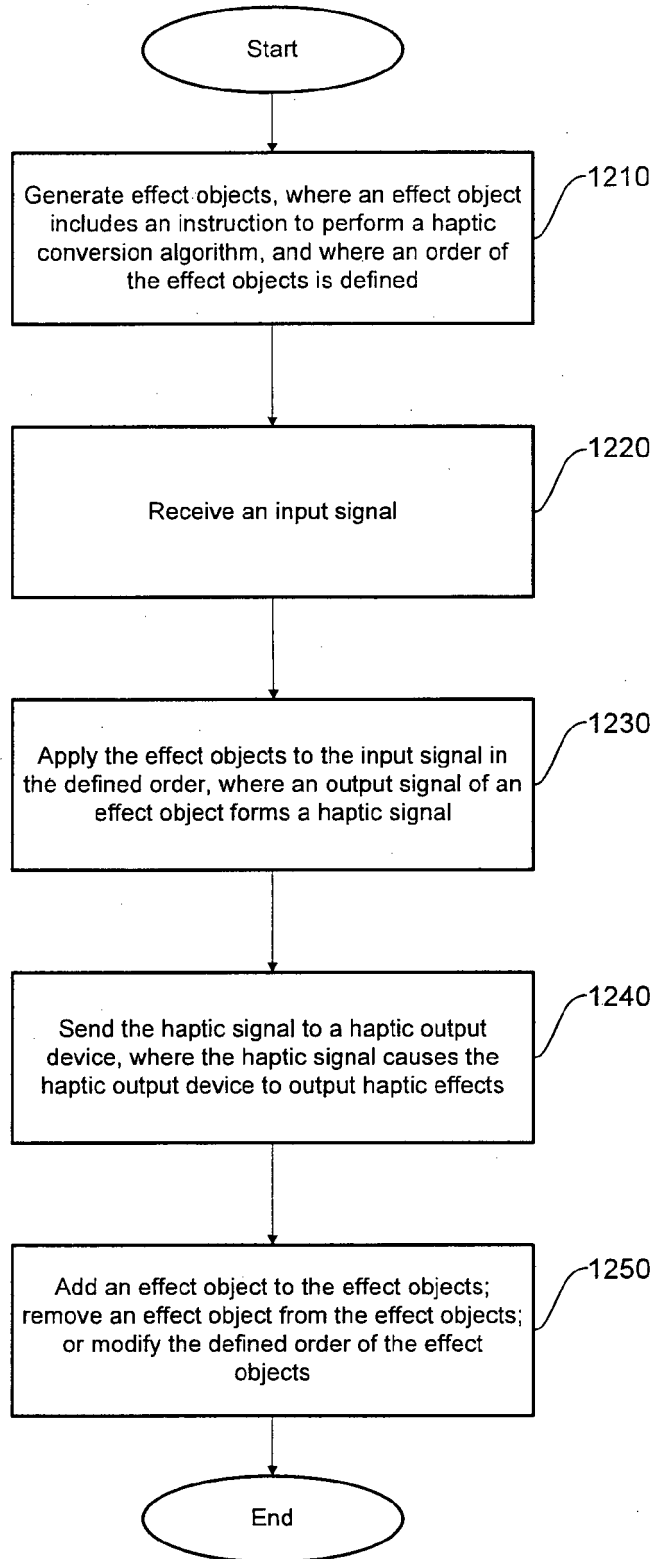 Start
1210
Generate effect objects, where an effect object
includes an instruction to perform a haptic
conversion algorithm, and where an order of
the effect objects is defined
1220
Receive an input signal
1230
Apply the effect objects to the input signal in
the defined order, where an output signal of an
effect object forms a haptic signal
1240
Send the haptic signal to a haptic output
device, where the haptic signal causes the
haptic output device to output haptic effects
1250
Add an effect object to the effect objects;
remove an effect object from the effect objects;
or modify the defined order of the effect
objects
End